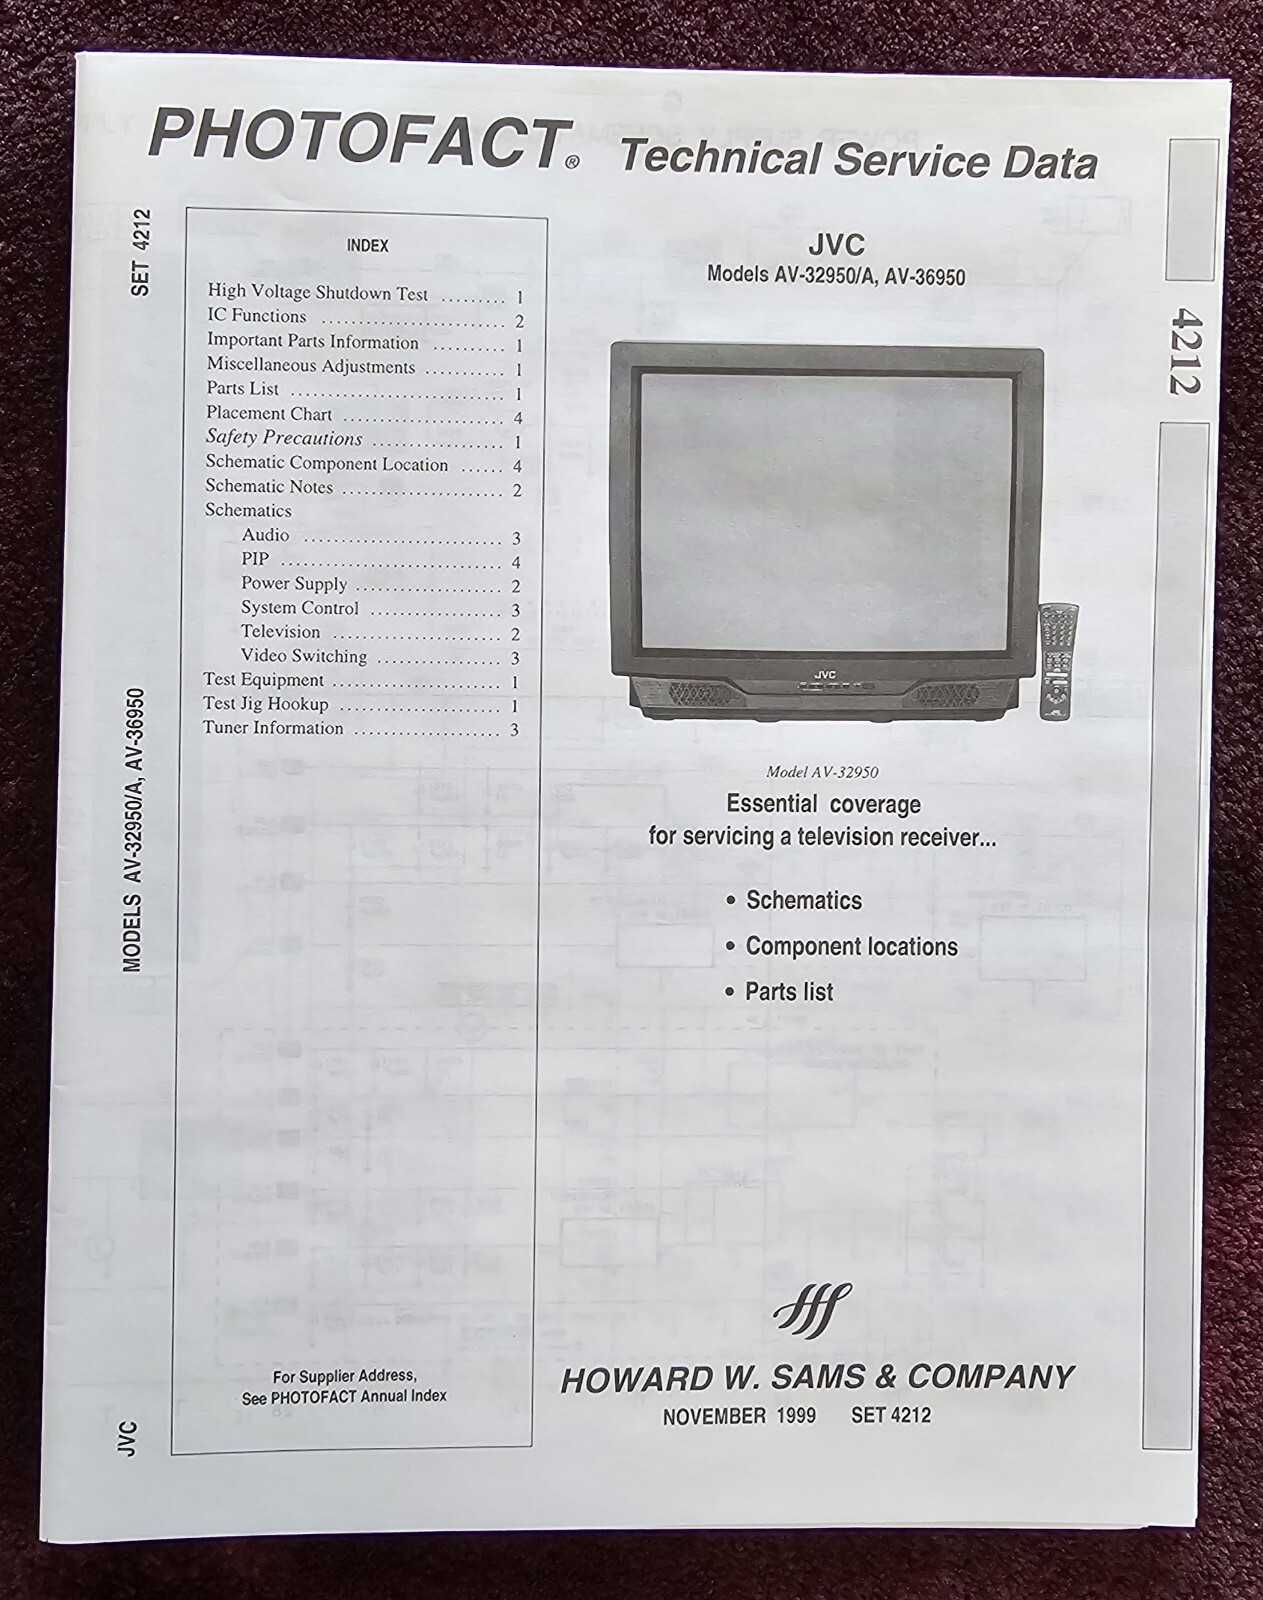 PHOTOFACT® Technical Service Data
SET 4212
MODELS AV-32950/A, AV-36950
JVC
INDEX
High Voltage Shutdown Test ......... 1
IC Functions ........................ 2
Important Parts Information .......... 1
Miscellaneous Adjustments ........... 1
Parts List ............................ 1
Placement Chart ..................... 4
Safety Precautions .................. 1
Schematic Component Location ...... 4
Schematic Notes ..................... 2
Schematics
Audio .......................... 3
PIP ............................. 4
Power Supply ................... 2
System Control ................. 3
Television ...................... 2
Video Switching ................ 3
Test Equipment ...................... 1
Test Jig Hookup ..................... 1
Tuner Information ................... 3
For Supplier Address,
See PHOTOFACT Annual Index
JVC
Models AV-32950/A, AV-36950
JVC
Model AV-32950
Essential coverage
for servicing a television receiver...
• Schematics
• Component locations
• Parts list
HOWARD W. SAMS & COMPANY
NOVEMBER 1999 SET 4212
4212